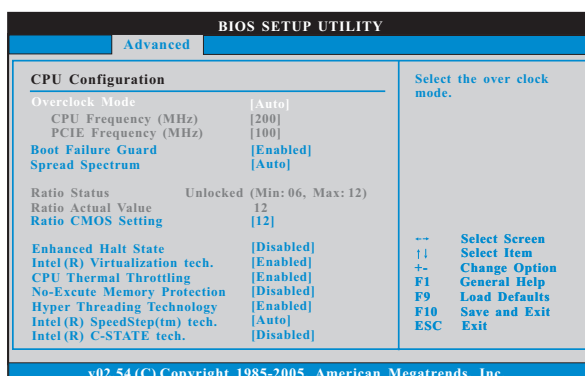 BIOS SETUP UTILITY
Advanced
CPU Configuration
Overclock Mode [Auto]
CPU Frequency (MHz) [200]
PCIE Frequency (MHz) [100]
Boot Failure Guard [Enabled]
Spread Spectrum [Auto]
Ratio Status Unlocked (Min: 06, Max: 12)
Ratio Actual Value 12
Ratio CMOS Setting [12]
Enhanced Halt State [Disabled]
Intel (R) Virtualization tech. [Enabled]
CPU Thermal Throttling [Enabled]
No-Excute Memory Protection [Disabled]
Hyper Threading Technology [Enabled]
Intel (R) SpeedStep(tm) tech. [Auto]
Intel (R) C-STATE tech. [Disabled]
Select the over clock
mode.
←→ Select Screen
↑↓ Select Item
+- Change Option
F1 General Help
F9 Load Defaults
F10 Save and Exit
ESC Exit
v02.54 (C) Copyright 1985-2005, American Megatrends, Inc.